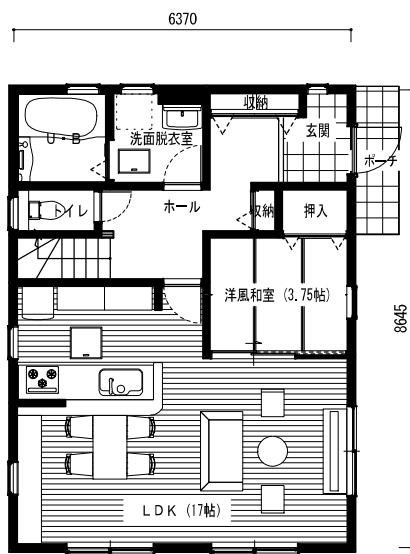 6370
収納
玄関
U-B
洗面脱衣室
ポーチ
トイレ
ホール
収納
押入
洋風和室 (3.75帖)
8645
LDK (17帖)